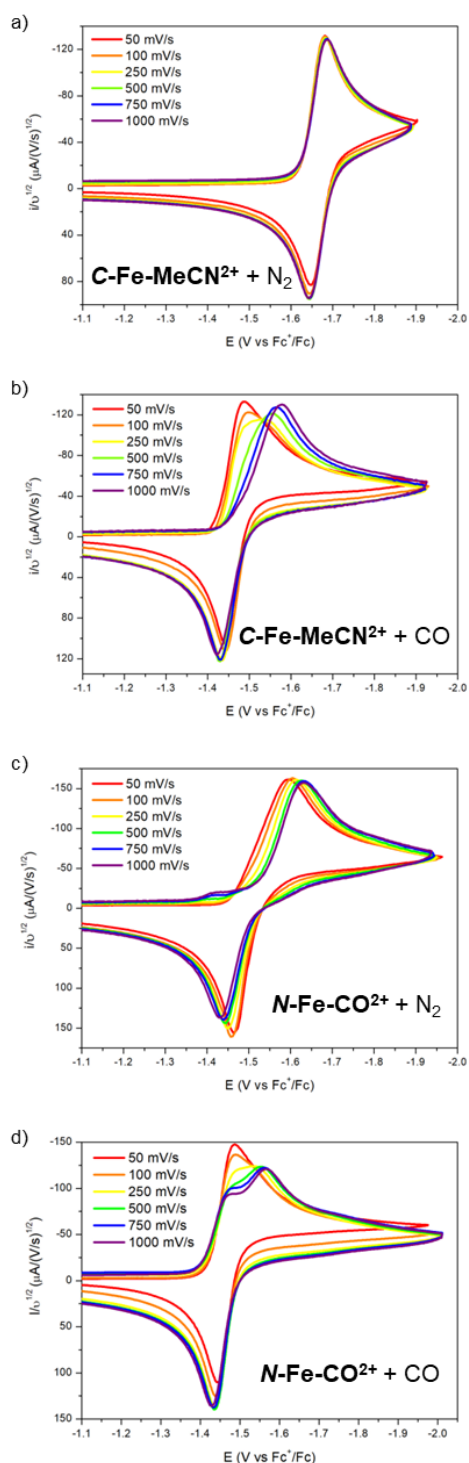 a)
50 mV/s
100 mV/s
250 mV/s
500 mV/s
750 mV/s
1000 mV/s
-120
-80
-40
0
40
80
i/υ^1/2 (μA/(V/s)^1/2)
C-Fe-MeCN²⁺ + N₂
-1.1 -1.2 -1.3 -1.4 -1.5 -1.6 -1.7 -1.8 -1.9 -2.0
E (V vs Fc⁺/Fc)
b)
50 mV/s
100 mV/s
250 mV/s
500 mV/s
750 mV/s
1000 mV/s
-120
-80
-40
0
40
80
120
i/υ^1/2 (μA/(V/s)^1/2)
C-Fe-MeCN²⁺ + CO
-1.1 -1.2 -1.3 -1.4 -1.5 -1.6 -1.7 -1.8 -1.9 -2.0
E (V vs Fc⁺/Fc)
c)
50 mV/s
100 mV/s
250 mV/s
500 mV/s
750 mV/s
1000 mV/s
-150
-100
-50
0
50
100
150
i/υ^1/2 (μA/(V/s)^1/2)
N-Fe-CO²⁺ + N₂
-1.1 -1.2 -1.3 -1.4 -1.5 -1.6 -1.7 -1.8 -1.9 -2.0
E (V vs Fc⁺/Fc)
d)
50 mV/s
100 mV/s
250 mV/s
500 mV/s
750 mV/s
1000 mV/s
-150
-100
-50
0
50
100
150
I/υ^1/2 (μA/(V/s)^1/2)
N-Fe-CO²⁺ + CO
-1.1 -1.2 -1.3 -1.4 -1.5 -1.6 -1.7 -1.8 -1.9 -2.0
E (V vs Fc⁺/Fc)